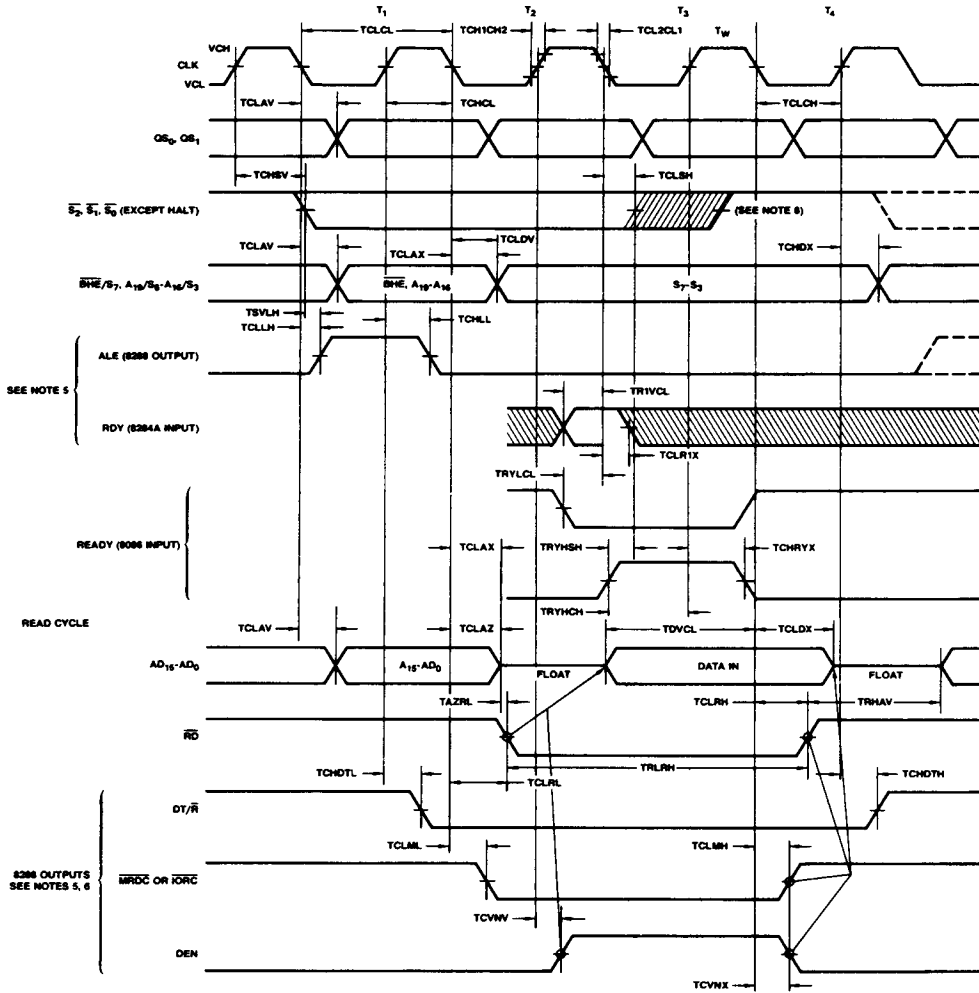 T1 T2 T3 T4
TCLCL TCH1CH2 TCL2CL1 TW
VCH
CLK
VCL
TCLAV TCHCL TCLCH
QS0, QS1
TCHSV TCLSH
S2, S1, S0 (EXCEPT HALT) (SEE NOTE 8)
TCLAV TCLAX TCLDV TCHDX
BHE/S7, A19/S6-A16/S3 BHE, A19-A16 S7-S3
TSVLH
TCLLH TCHLL
ALE (8288 OUTPUT)
SEE NOTE 5
TR1VCL
RDY (8284A INPUT)
TCLR1X
TRYLCL
READY (8086 INPUT)
TCLAX TRYHSH TCHRYX
TRYHCH
READ CYCLE
TCLAV TCLAZ TDVCL TCLDX
AD15-AD0 A15-AD0 FLOAT DATA IN FLOAT
TAZRL TCLRH TRHAV
RD
TCHDTL TCLRL TRLRH TCHDTH
DT/R
TCLML TCLMH
8288 OUTPUTS
SEE NOTES 5, 6
MRDC OR IORC
TCVNV
DEN
TCVNX